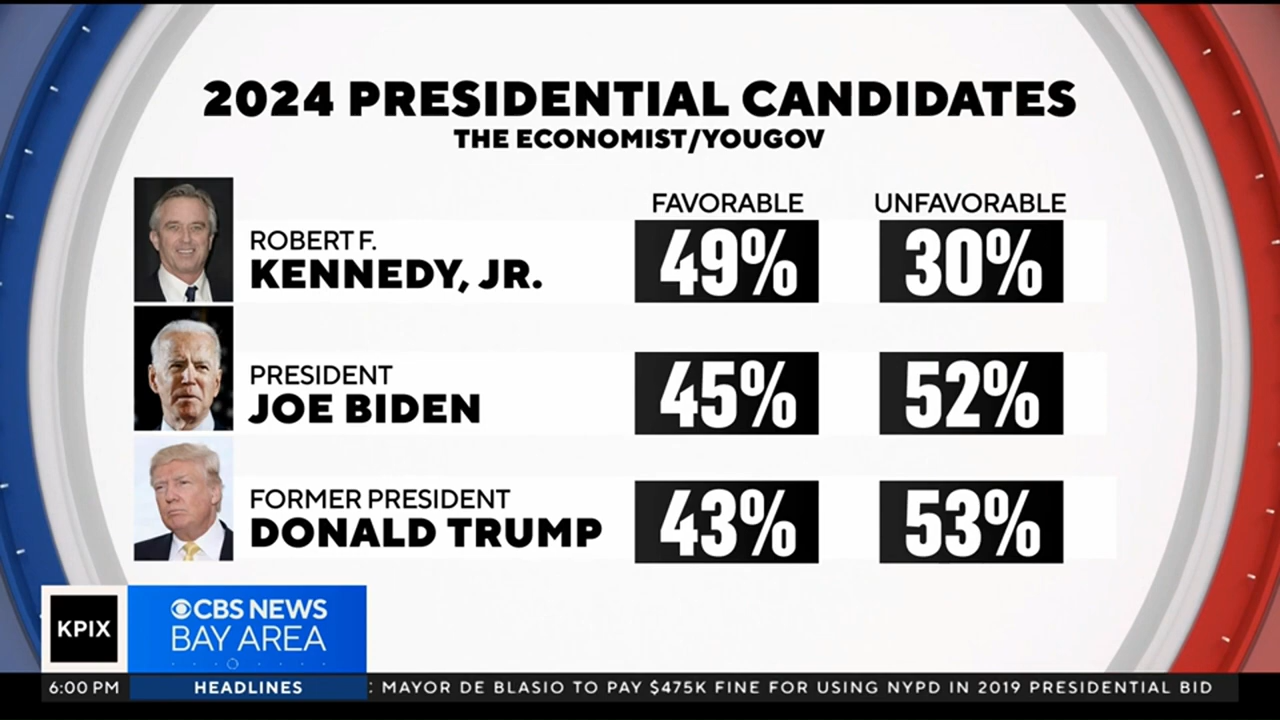 2024 PRESIDENTIAL CANDIDATES
THE ECONOMIST/YOUGOV
FAVORABLE UNFAVORABLE
ROBERT F.
KENNEDY, JR.
49% 30%
PRESIDENT
JOE BIDEN
45% 52%
FORMER PRESIDENT
DONALD TRUMP
43% 53%
KPIX
CBS NEWS
BAY AREA
6:00 PM HEADLINES : MAYOR DE BLASIO TO PAY $475K FINE FOR USING NYPD IN 2019 PRESIDENTIAL BID